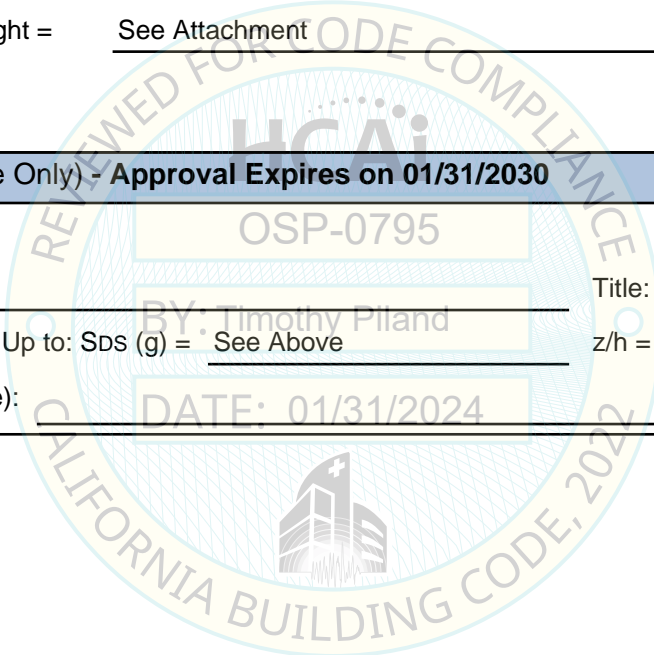 ght = See Attachment
REVIEWED FOR CODE COMPLIANCE
HCAi
e Only) - Approval Expires on 01/31/2030
OSP-0795
Title:
BY: Timothy Piland
Up to: SDS (g) = See Above z/h =
e):
DATE: 01/31/2024
CALIFORNIA BUILDING CODE, 2022